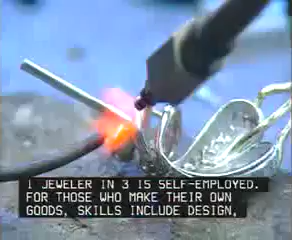 1 JEWELER IN 3 IS SELF-EMPLOYED.
FOR THOSE WHO MAKE THEIR OWN
GOODS, SKILLS INCLUDE DESIGN,